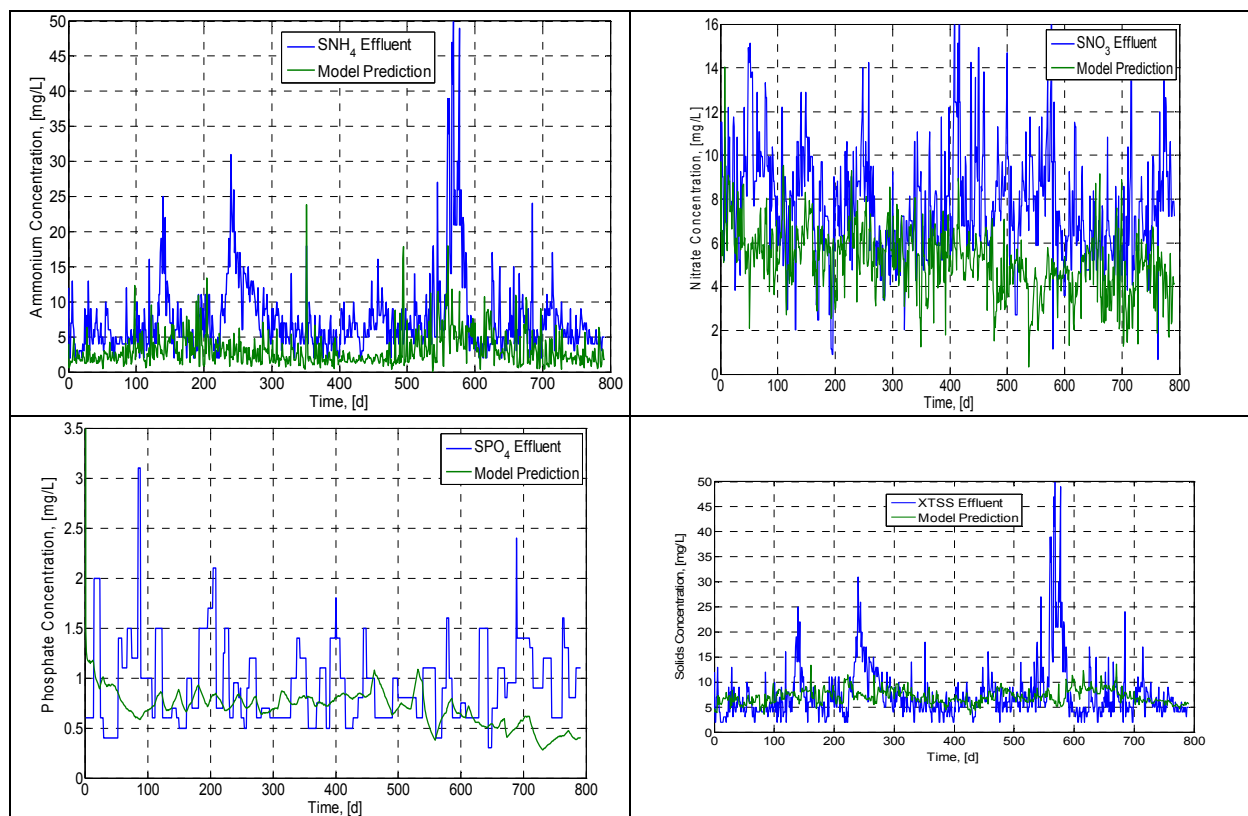 50
45
40
35
30
25
20
15
10
5
0
Ammonium Concentration, [mg/L]
SNH4 Effluent
Model Prediction
0 100 200 300 400 500 600 700 800
Time, [d]
16
14
12
10
8
6
4
2
0
Nitrate Concentration, [mg/L]
SNO3 Effluent
Model Prediction
0 100 200 300 400 500 600 700 800
Time, [d]
3.5
3
2.5
2
1.5
1
0.5
0
Phosphate Concentration, [mg/L]
SPO4 Effluent
Model Prediction
0 100 200 300 400 500 600 700 800
Time, [d]
50
45
40
35
30
25
20
15
10
5
0
Solids Concentration, [mg/L]
XTSS Effluent
Model Prediction
0 100 200 300 400 500 600 700 800
Time, [d]